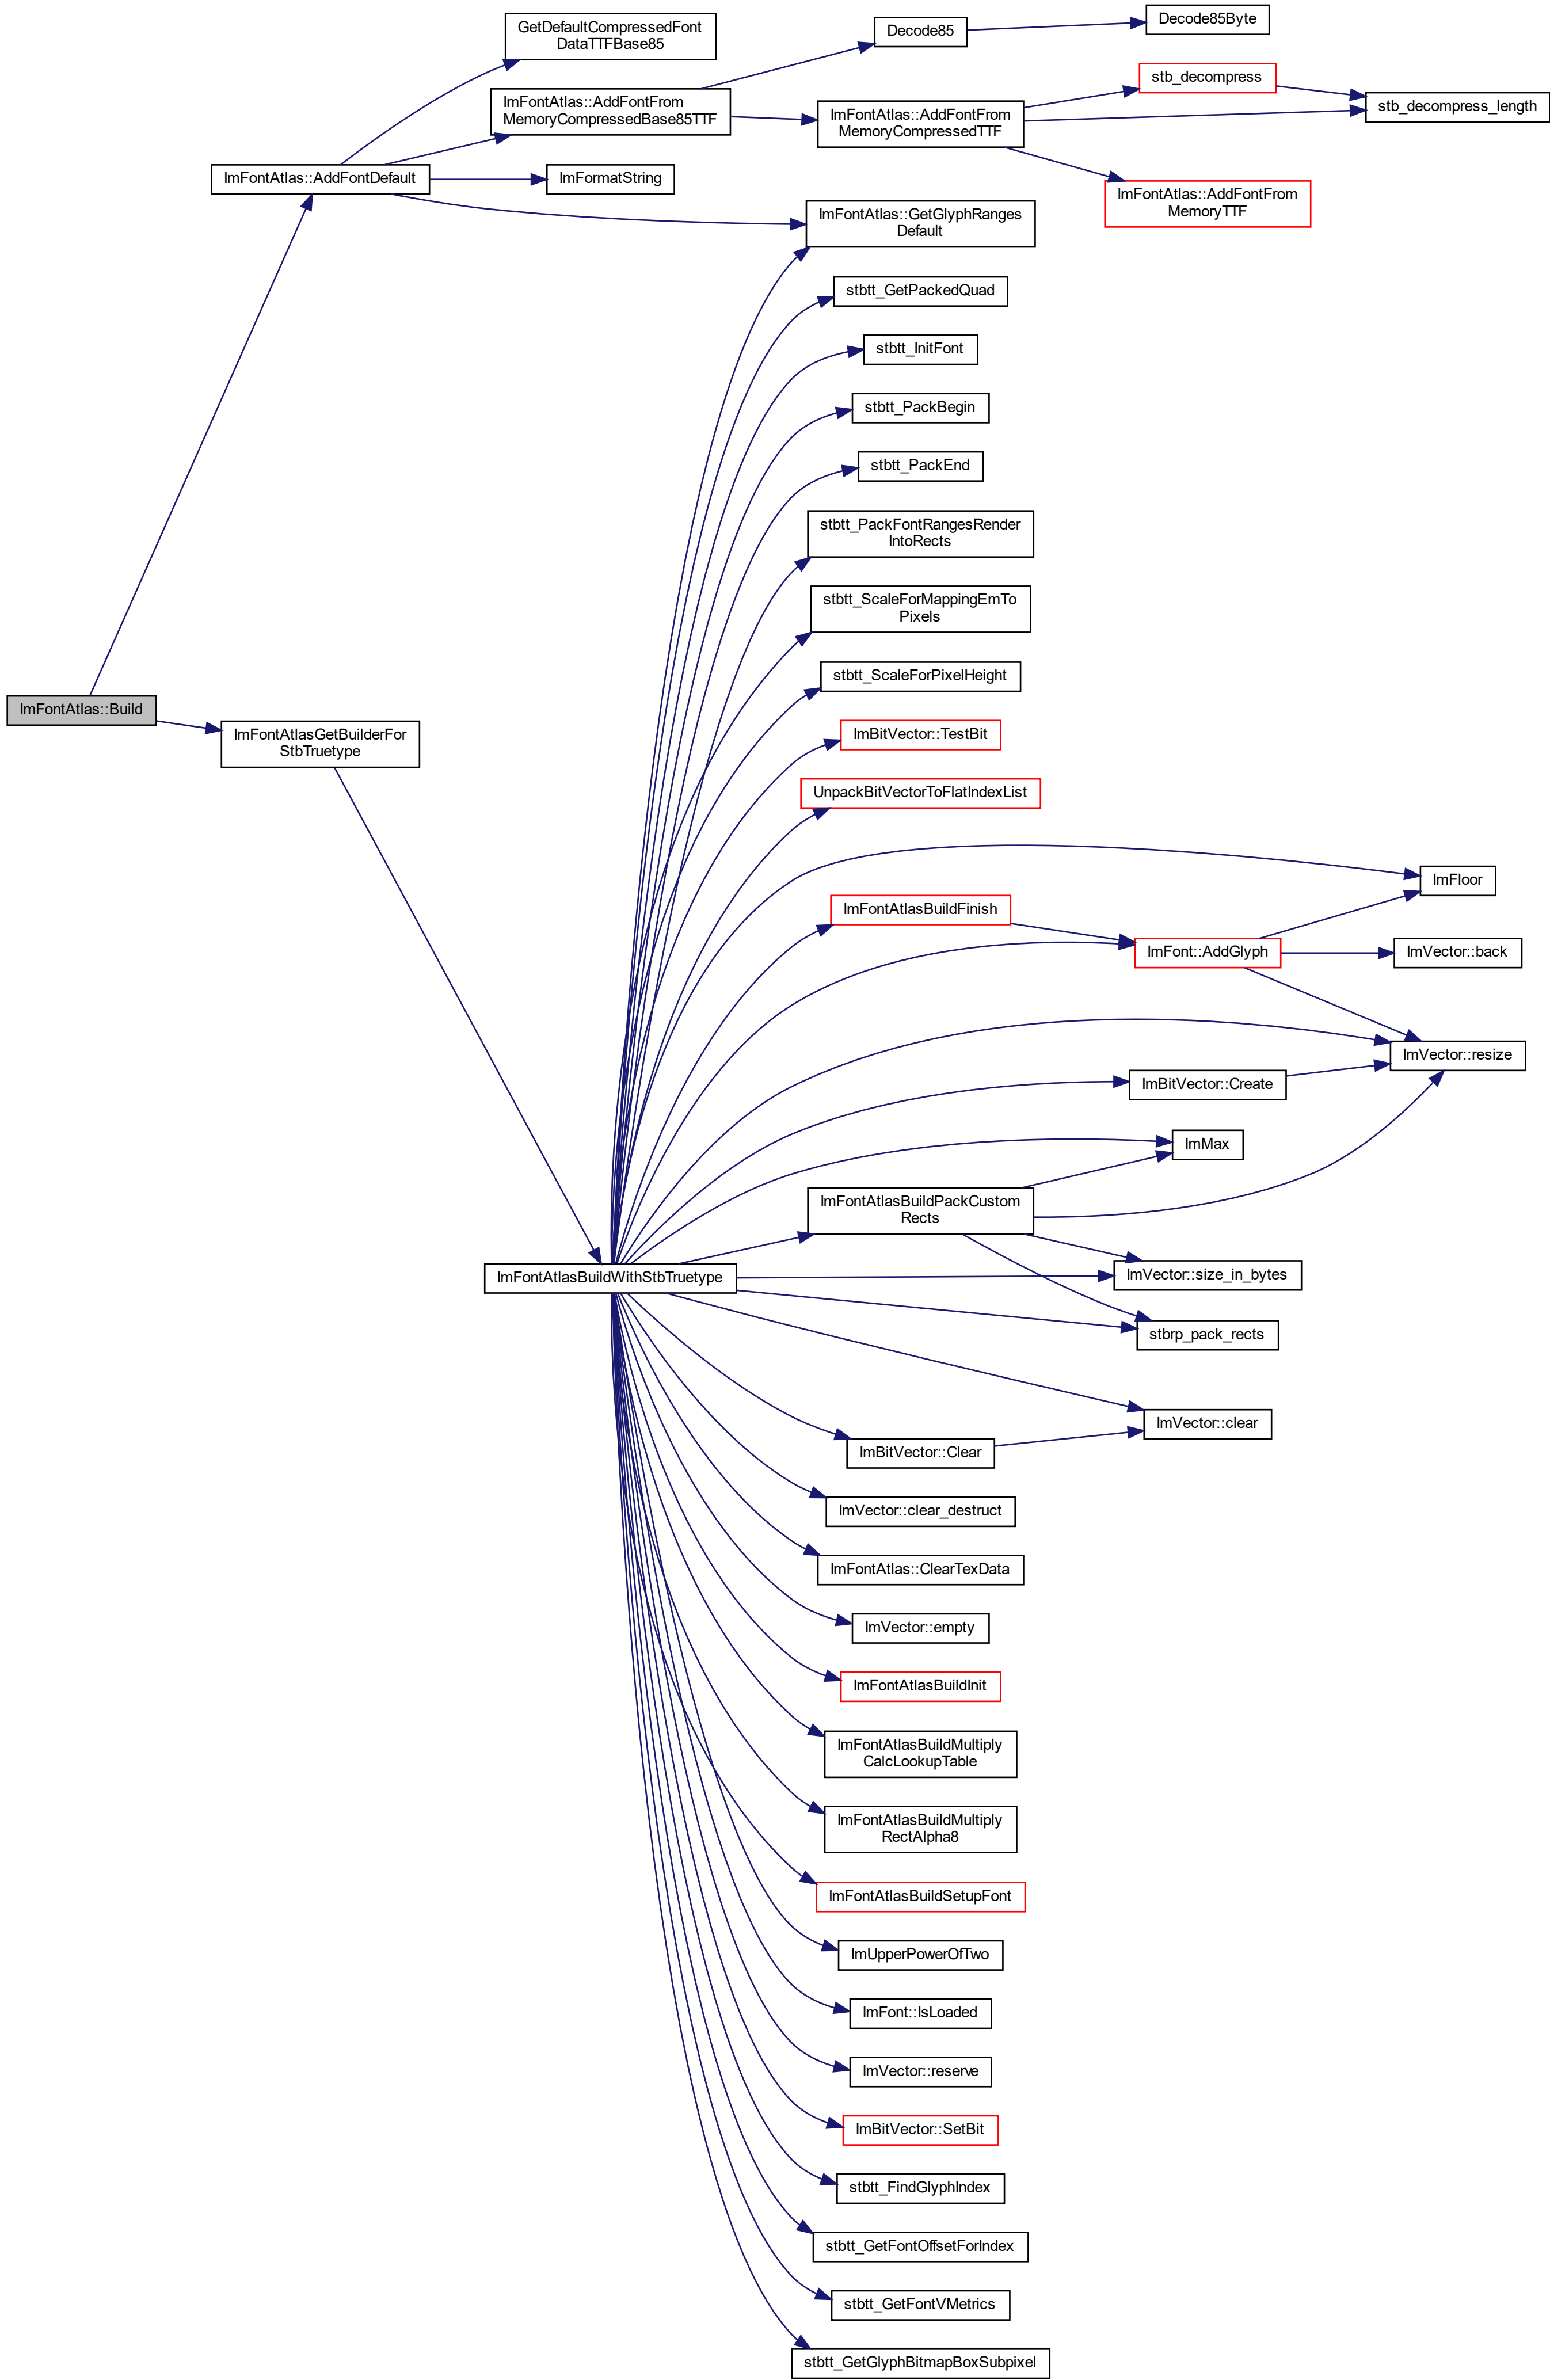 GetDefaultCompressedFont
DataTTFBase85
Decode85
Decode85Byte
ImFontAtlas::AddFontFrom
MemoryCompressedBase85TTF
stb_decompress
stb_decompress_length
ImFontAtlas::AddFontFrom
MemoryCompressedTTF
ImFontAtlas::AddFontDefault
ImFormatString
ImFontAtlas::AddFontFrom
MemoryTTF
ImFontAtlas::GetGlyphRanges
Default
stbtt_GetPackedQuad
stbtt_InitFont
stbtt_PackBegin
stbtt_PackEnd
stbtt_PackFontRangesRender
IntoRects
stbtt_ScaleForMappingEmTo
Pixels
stbtt_ScaleForPixelHeight
ImFontAtlas::Build
ImFontAtlasGetBuilderFor
StbTruetype
ImBitVector::TestBit
UnpackBitVectorToFlatIndexList
ImFloor
ImFontAtlasBuildFinish
ImFont::AddGlyph
ImVector::back
ImVector::resize
ImBitVector::Create
ImMax
ImFontAtlasBuildPackCustom
Rects
ImFontAtlasBuildWithStbTruetype
ImVector::size_in_bytes
stbrp_pack_rects
ImVector::clear
ImBitVector::Clear
ImVector::clear_destruct
ImFontAtlas::ClearTexData
ImVector::empty
ImFontAtlasBuildInit
ImFontAtlasBuildMultiply
CalcLookupTable
ImFontAtlasBuildMultiply
RectAlpha8
ImFontAtlasBuildSetupFont
ImUpperPowerOfTwo
ImFont::IsLoaded
ImVector::reserve
ImBitVector::SetBit
stbtt_FindGlyphIndex
stbtt_GetFontOffsetForIndex
stbtt_GetFontVMetrics
stbtt_GetGlyphBitmapBoxSubpixel